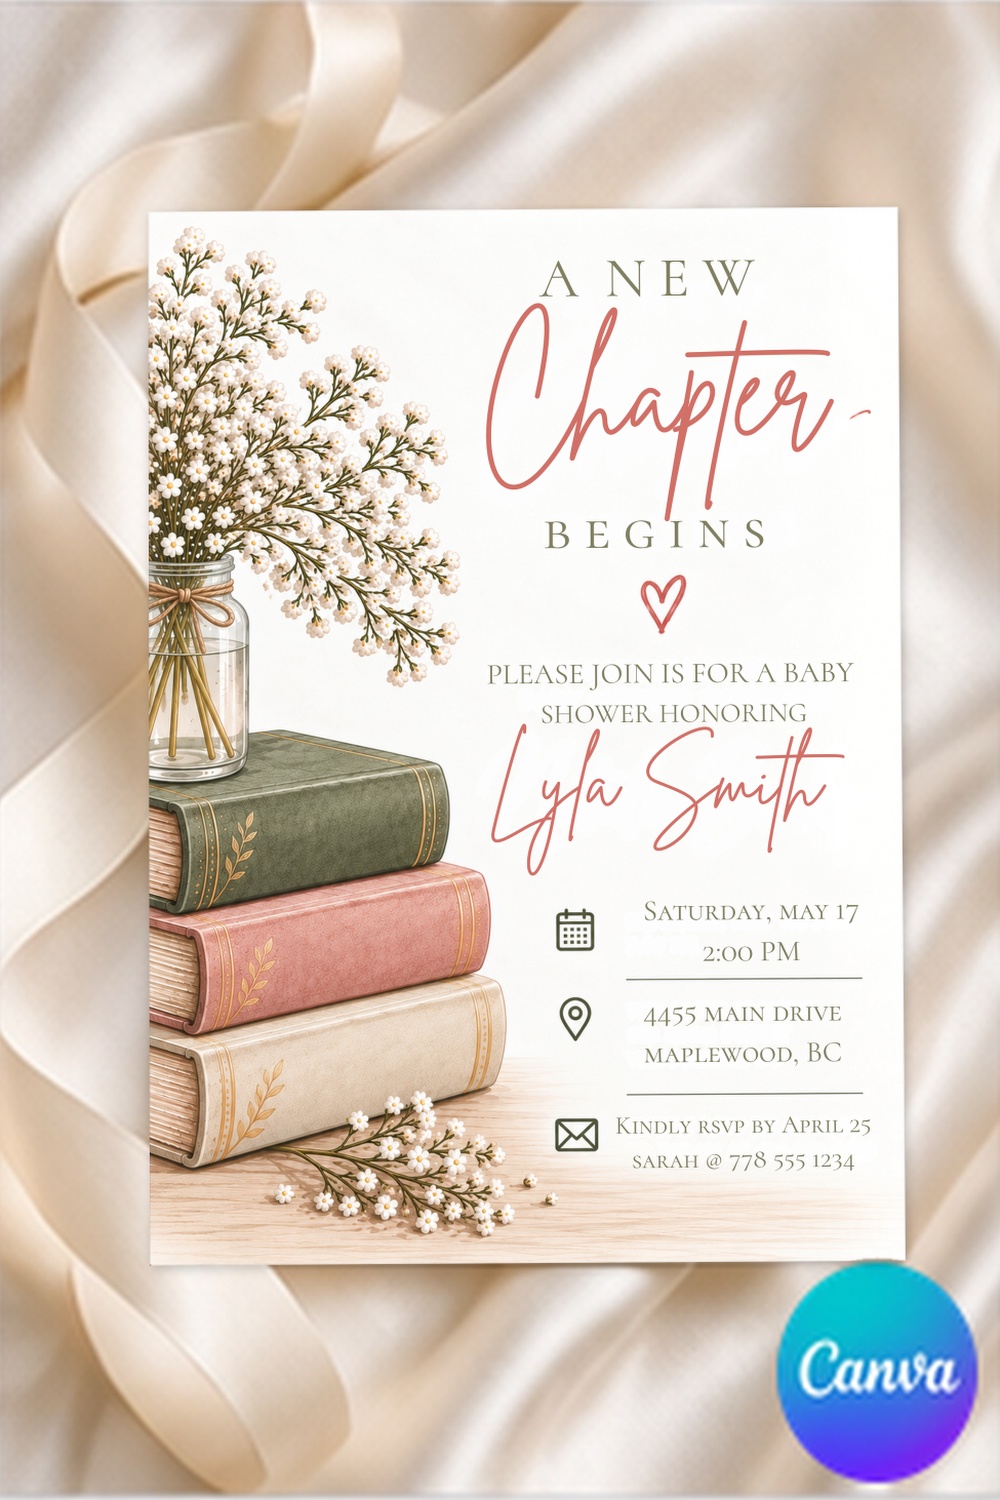 A NEW
Chapter
BEGINS
PLEASE JOIN IS FOR A BABY
SHOWER HONORING
Lyla Smith
SATURDAY, MAY 17
2:00 PM
4455 MAIN DRIVE
MAPLEWOOD, BC
KINDLY RSVP BY APRIL 25
SARAH @ 778 555 1234
Canva